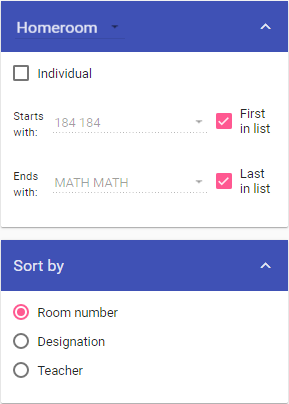 Homeroom
Individual
Starts with: 184 184 First in list
Ends with: MATH MATH Last in list
Sort by
Room number
Designation
Teacher